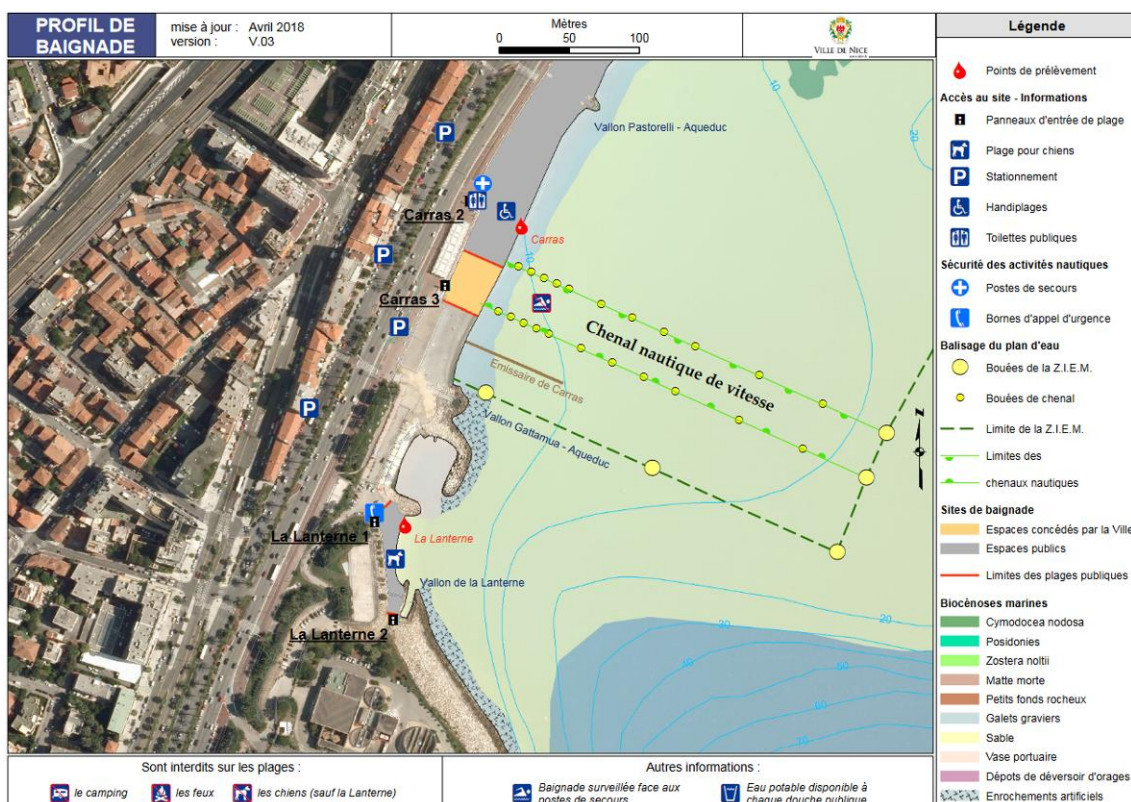 PROFIL DE
BAIGNADE
mise à jour : Avril 2018
version : V.03
Mètres
0 50 100
VILLE DE NICE
Légende
Points de prélèvement
Accès au site - Informations
Panneaux d'entrée de plage
Plage pour chiens
P Stationnement
Handiplages
Toilettes publiques
Sécurité des activités nautiques
Postes de secours
Bornes d'appel d'urgence
Balisage du plan d'eau
Bouées de la Z.I.E.M.
Bouées de chenal
Limite de la Z.I.E.M.
Limites des
chenaux nautiques
Sites de baignade
Espaces concédés par la Ville
Espaces publics
Limites des plages publiques
Biocènoses marines
Cymodocea nodosa
Posidonies
Zostera noltii
Matte morte
Petits fonds rocheux
Galets graviers
Sable
Vase portuaire
Dépots de déversoir d'orages
Enrochements artificiels
10
20
Vallon Pastorelli - Aqueduc
P
Carras 2
Carras
10
P
Carras 3
P
Chenal nautique de vitesse
Emissaire de Carras
P
Vallon Gattamua - Aqueduc
N
La Lanterne 1
La Lanterne
Vallon de la Lanterne
La Lanterne 2
20
30
40
50
60
70
Sont interdits sur les plages :
le camping
les feux
les chiens (sauf la Lanterne)
Autres informations :
Baignade surveillée face aux
postes de secours
Eau potable disponible à
chaque douche publique